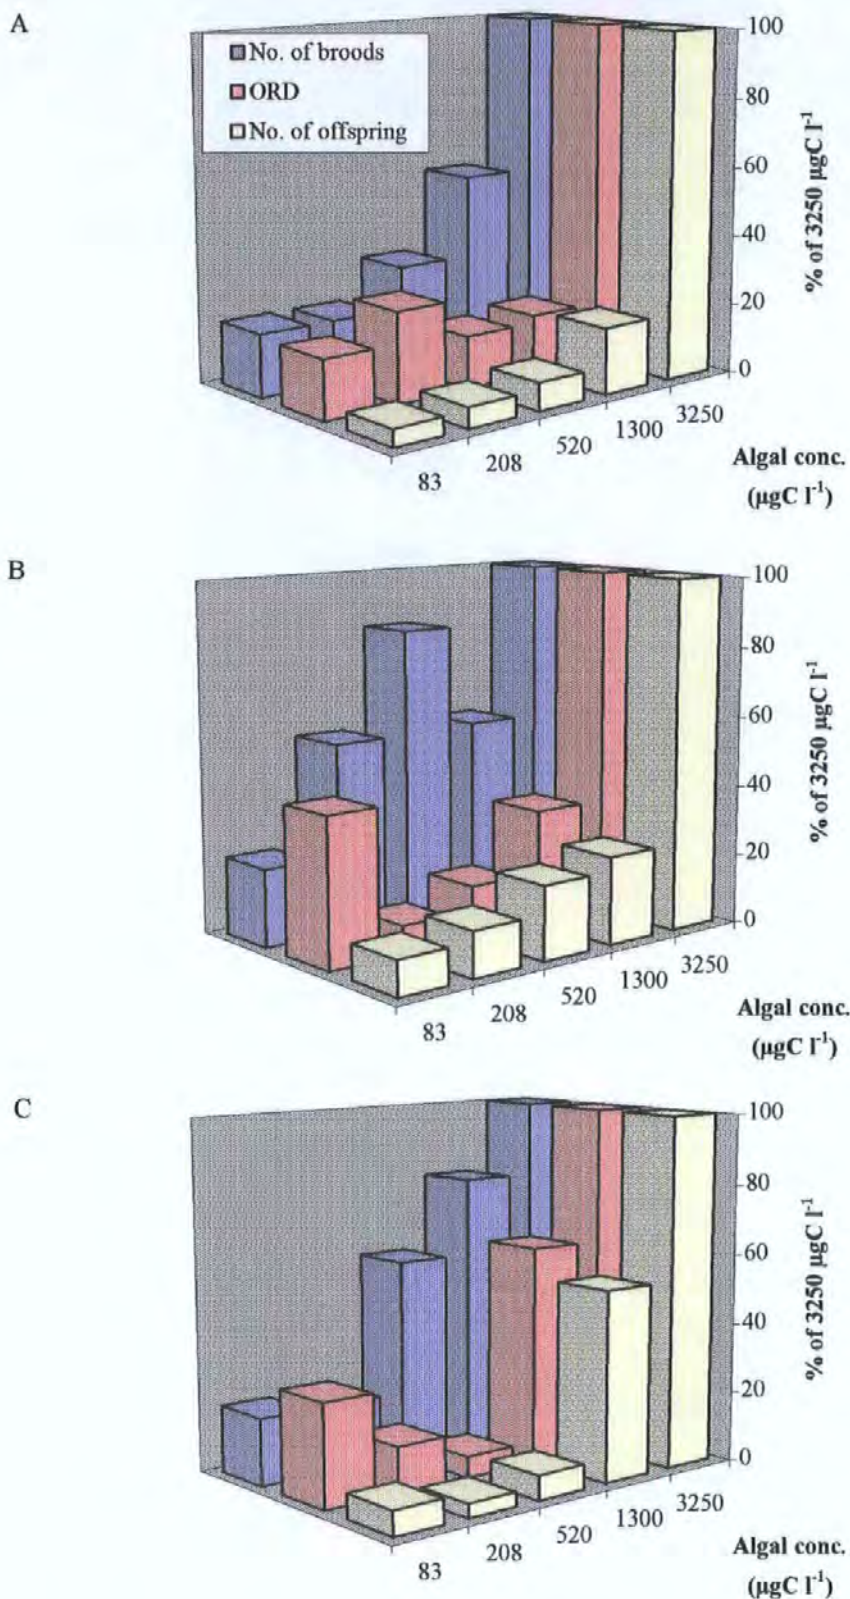 A
No. of broods
ORD
No. of offspring
100
80
60
40
20
0
% of 3250 µgC l⁻¹
83
208
520
1300
3250
Algal conc.
(µgC l⁻¹)
B
100
80
60
40
20
0
% of 3250 µgC l⁻¹
83
208
520
1300
3250
Algal conc.
(µgC l⁻¹)
C
100
80
60
40
20
0
% of 3250 µgC l⁻¹
83
208
520
1300
3250
Algal conc.
(µgC l⁻¹)